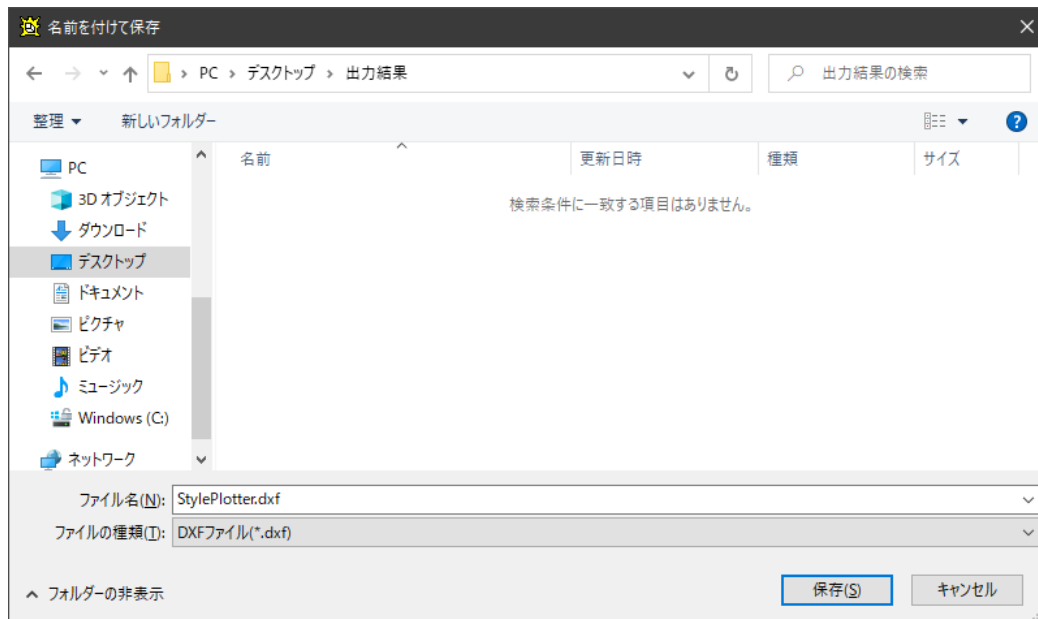 名前を付けて保存
PC › デスクトップ › 出力結果
出力結果の検索
整理
新しいフォルダー
名前
更新日時
種類
サイズ
検索条件に一致する項目はありません。
PC
3D オブジェクト
ダウンロード
デスクトップ
ドキュメント
ピクチャ
ビデオ
ミュージック
Windows (C:)
ネットワーク
ファイル名(N): StylePlotter.dxf
ファイルの種類(T): DXFファイル(*.dxf)
フォルダーの非表示
保存(S)
キャンセル